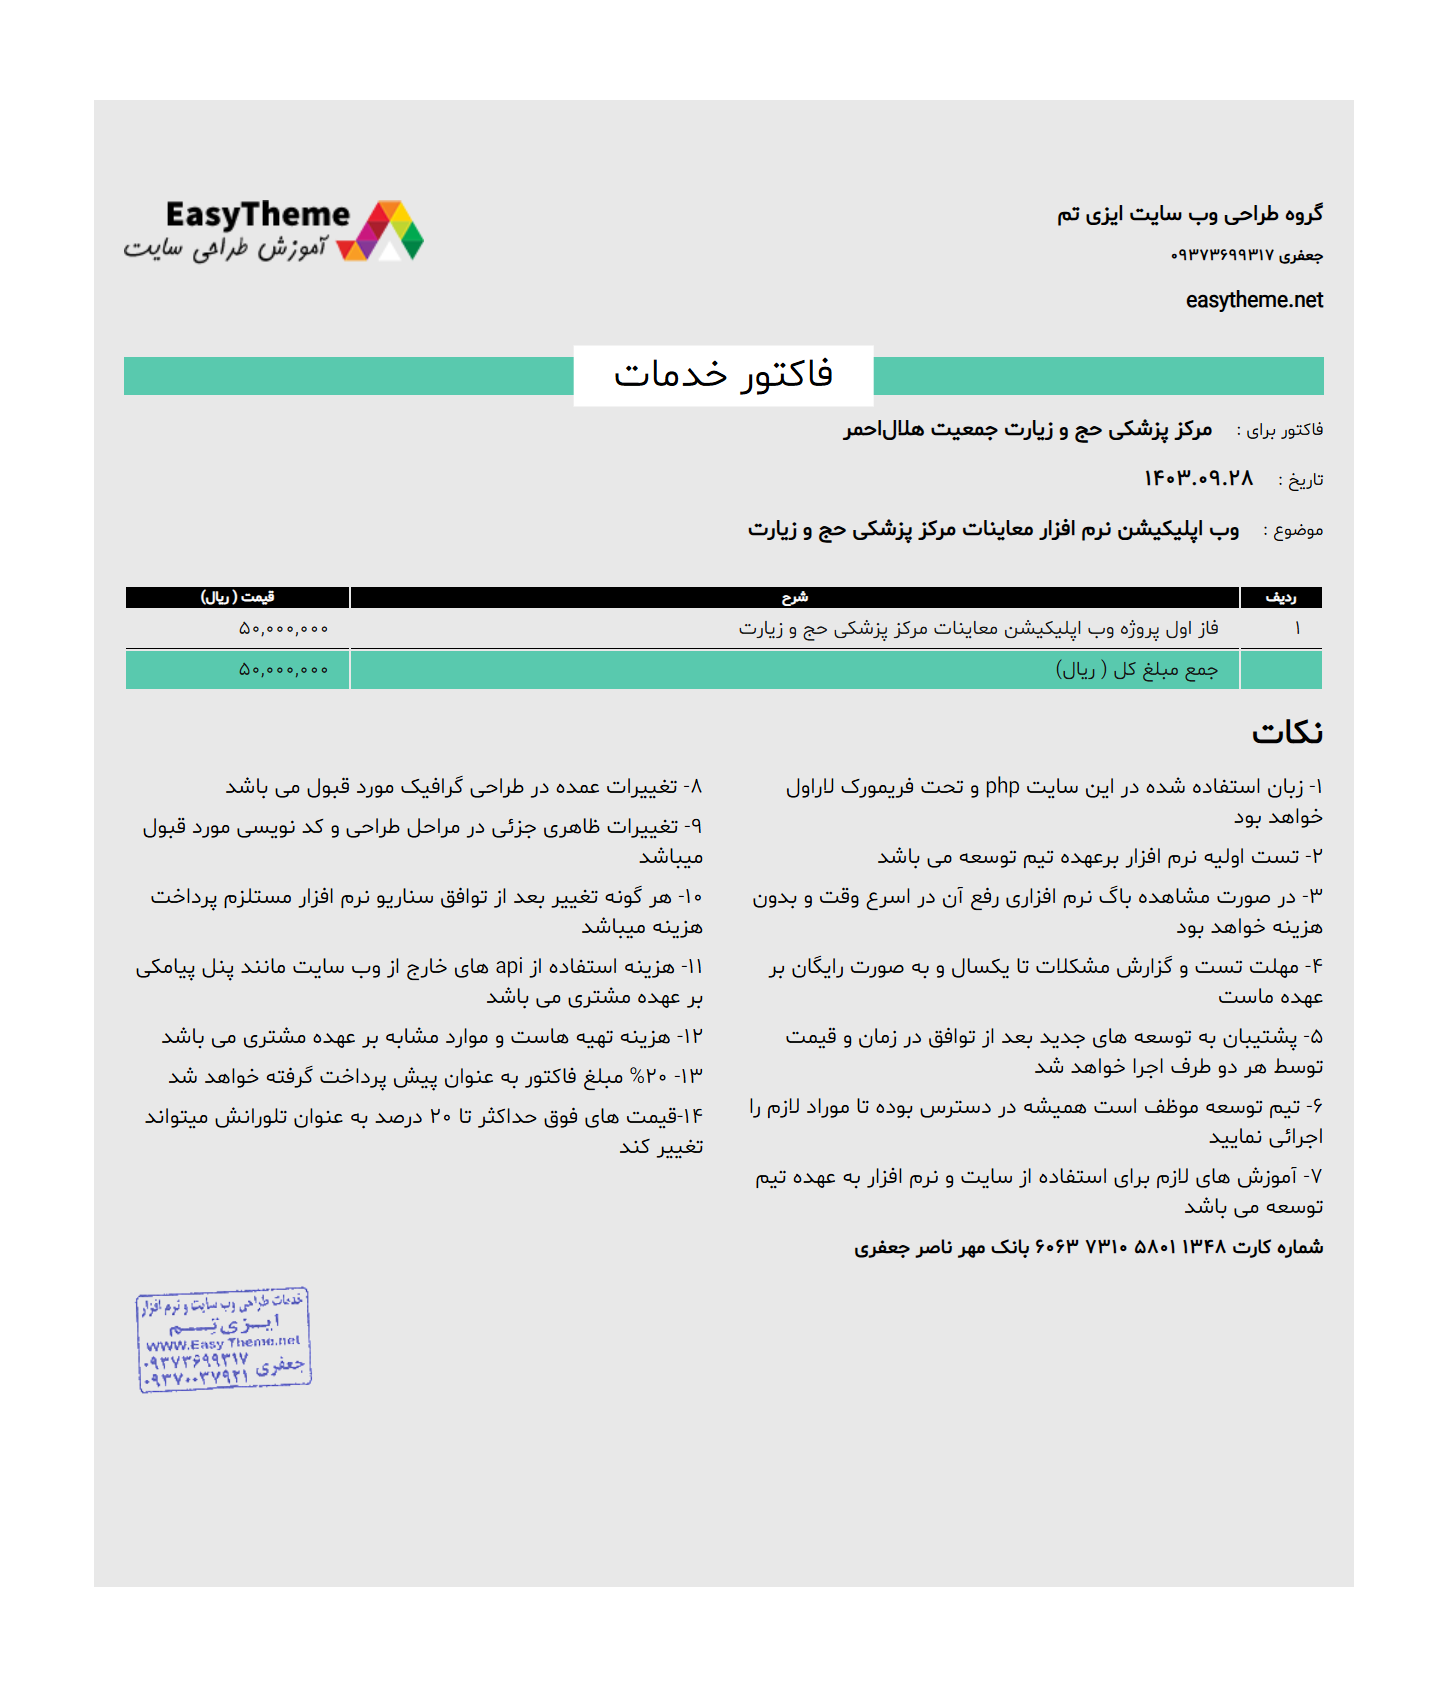 گروه طراحی وب سایت ایزی تم
جعفری ۰۹۳۷۳۶۹۹۳۱۷
easytheme.net
EasyTheme
آموزش طراحی سایت
فاکتور خدمات
فاکتور برای : مرکز پزشکی حج و زیارت جمعیت هلال‌احمر
تاریخ : ۱۴۰۳.۰۹.۲۸
موضوع : وب اپلیکیشن نرم افزار معاینات مرکز پزشکی حج و زیارت
ردیف شرح قیمت ( ریال)
۱ فاز اول پروژه وب اپلیکیشن معاینات مرکز پزشکی حج و زیارت ۵۰,۰۰۰,۰۰۰
جمع مبلغ کل ( ریال) ۵۰,۰۰۰,۰۰۰
نکات
۱- زبان استفاده شده در این سایت php و تحت فریمورک لاراول
خواهد بود
۲- تست اولیه نرم افزار برعهده تیم توسعه می باشد
۳- در صورت مشاهده باگ نرم افزاری رفع آن در اسرع وقت و بدون
هزینه خواهد بود
۴- مهلت تست و گزارش مشکلات تا یکسال و به صورت رایگان بر
عهده ماست
۵- پشتیبان به توسعه های جدید بعد از توافق در زمان و قیمت
توسط هر دو طرف اجرا خواهد شد
۶- تیم توسعه موظف است همیشه در دسترس بوده تا موراد لازم را
اجرائی نمایید
۷- آموزش های لازم برای استفاده از سایت و نرم افزار به عهده تیم
توسعه می باشد
شماره کارت ۱۳۴۸ ۵۸۰۱ ۷۳۱۰ ۶۰۶۳ بانک مهر ناصر جعفری
۸- تغییرات عمده در طراحی گرافیک مورد قبول می باشد
۹- تغییرات ظاهری جزئی در مراحل طراحی و کد نویسی مورد قبول
میباشد
۱۰- هر گونه تغییر بعد از توافق سناریو نرم افزار مستلزم پرداخت
هزینه میباشد
۱۱- هزینه استفاده از api های خارج از وب سایت مانند پنل پیامکی
بر عهده مشتری می باشد
۱۲- هزینه تهیه هاست و موارد مشابه بر عهده مشتری می باشد
۱۳- ۲۰% مبلغ فاکتور به عنوان پیش پرداخت گرفته خواهد شد
۱۴-قیمت های فوق حداکثر تا ۲۰ درصد به عنوان تلورانش میتواند
تغییر کند
خدمات طراحی وب سایت و نرم افزار
ایـزی تـم
WWW.EasyTheme.net
جعفری ۰۹۳۷۳۶۹۹۳۱۷
۰۹۳۷۰۰۳۷۹۲۱